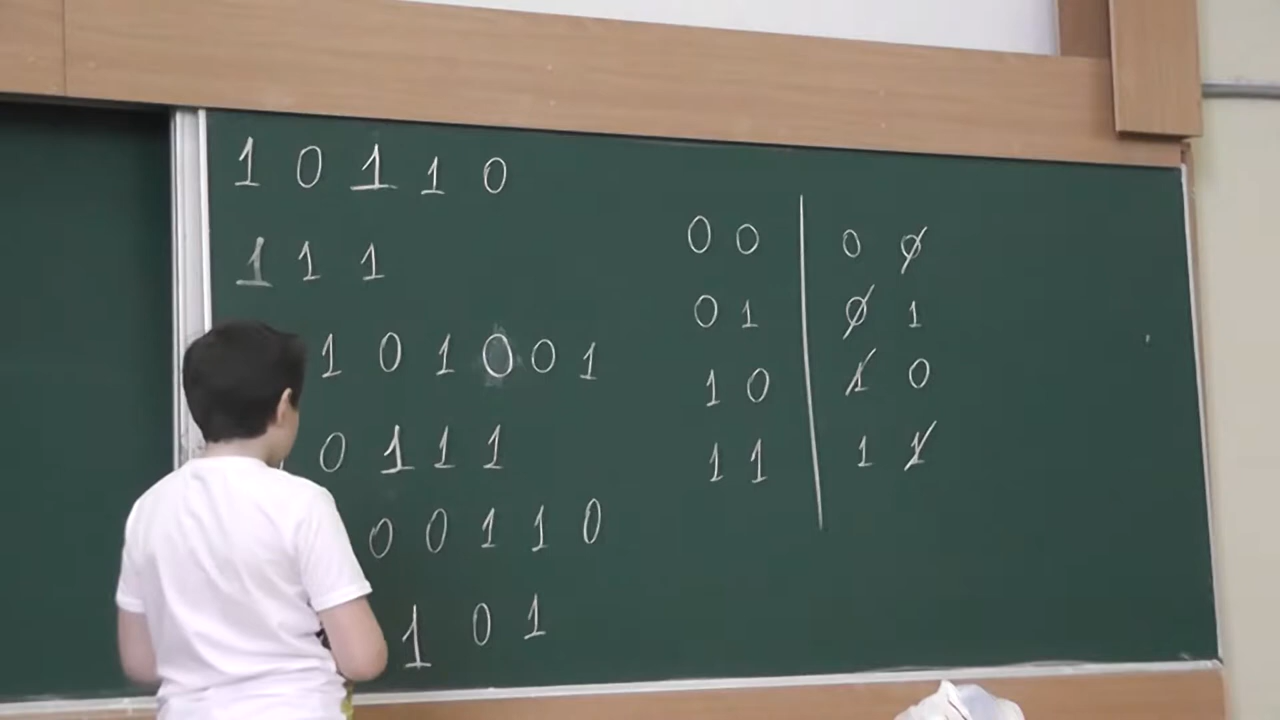 1 0 1 1 0
1 1 1
1 0 1 0 0 1
0 1 1 1
0 0 1 1 0
1 0 1
0 0 | 0 0
0 1 | 0 1
1 0 | 1 0
1 1 | 1 1